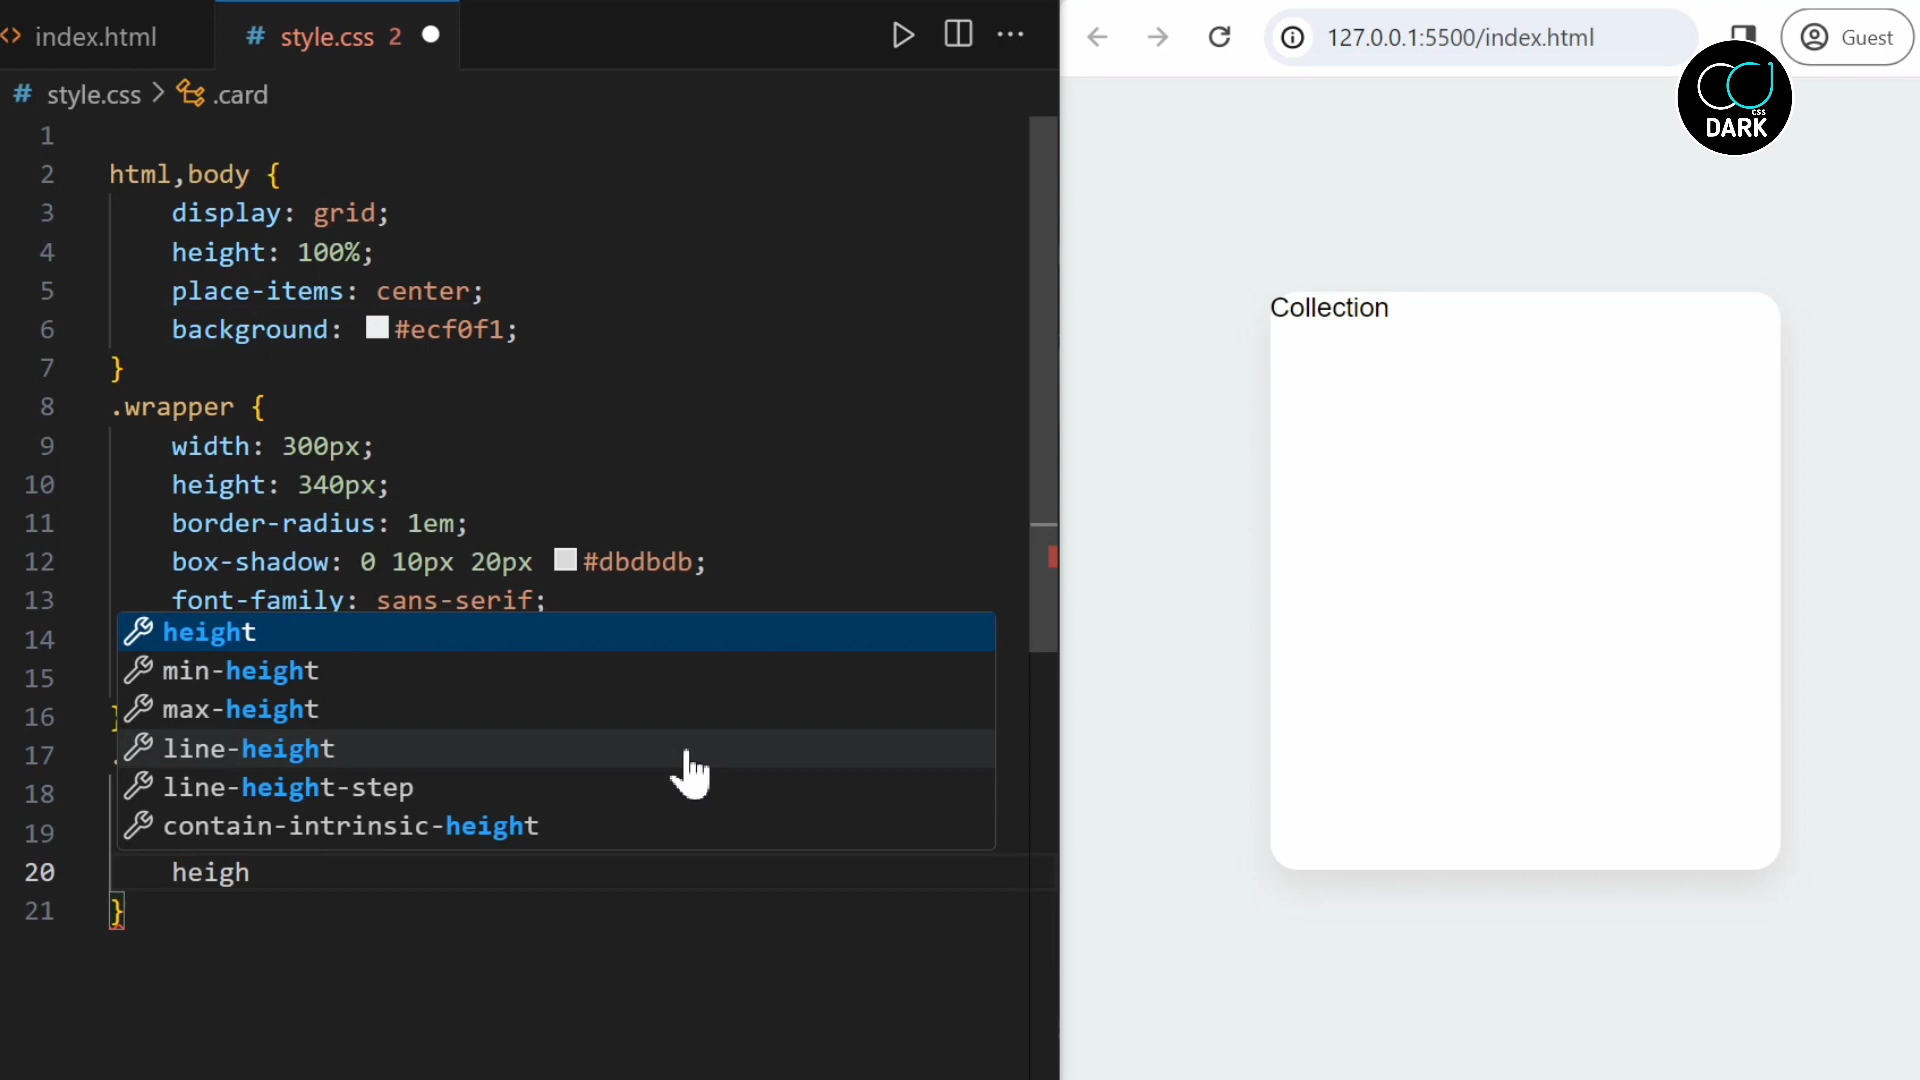 index.html
# style.css 2
# style.css > .card
1
2 html,body {
3 display: grid;
4 height: 100%;
5 place-items: center;
6 background: #ecf0f1;
7 }
8 .wrapper {
9 width: 300px;
10 height: 340px;
11 border-radius: 1em;
12 box-shadow: 0 10px 20px #dbdbdb;
13 font-family: sans-serif;
14
15
16 }
17 .
18
19
height
min-height
max-height
line-height
line-height-step
contain-intrinsic-height
20 heigh
21 }
127.0.0.1:5500/index.html
Guest
CSS
DARK
Collection